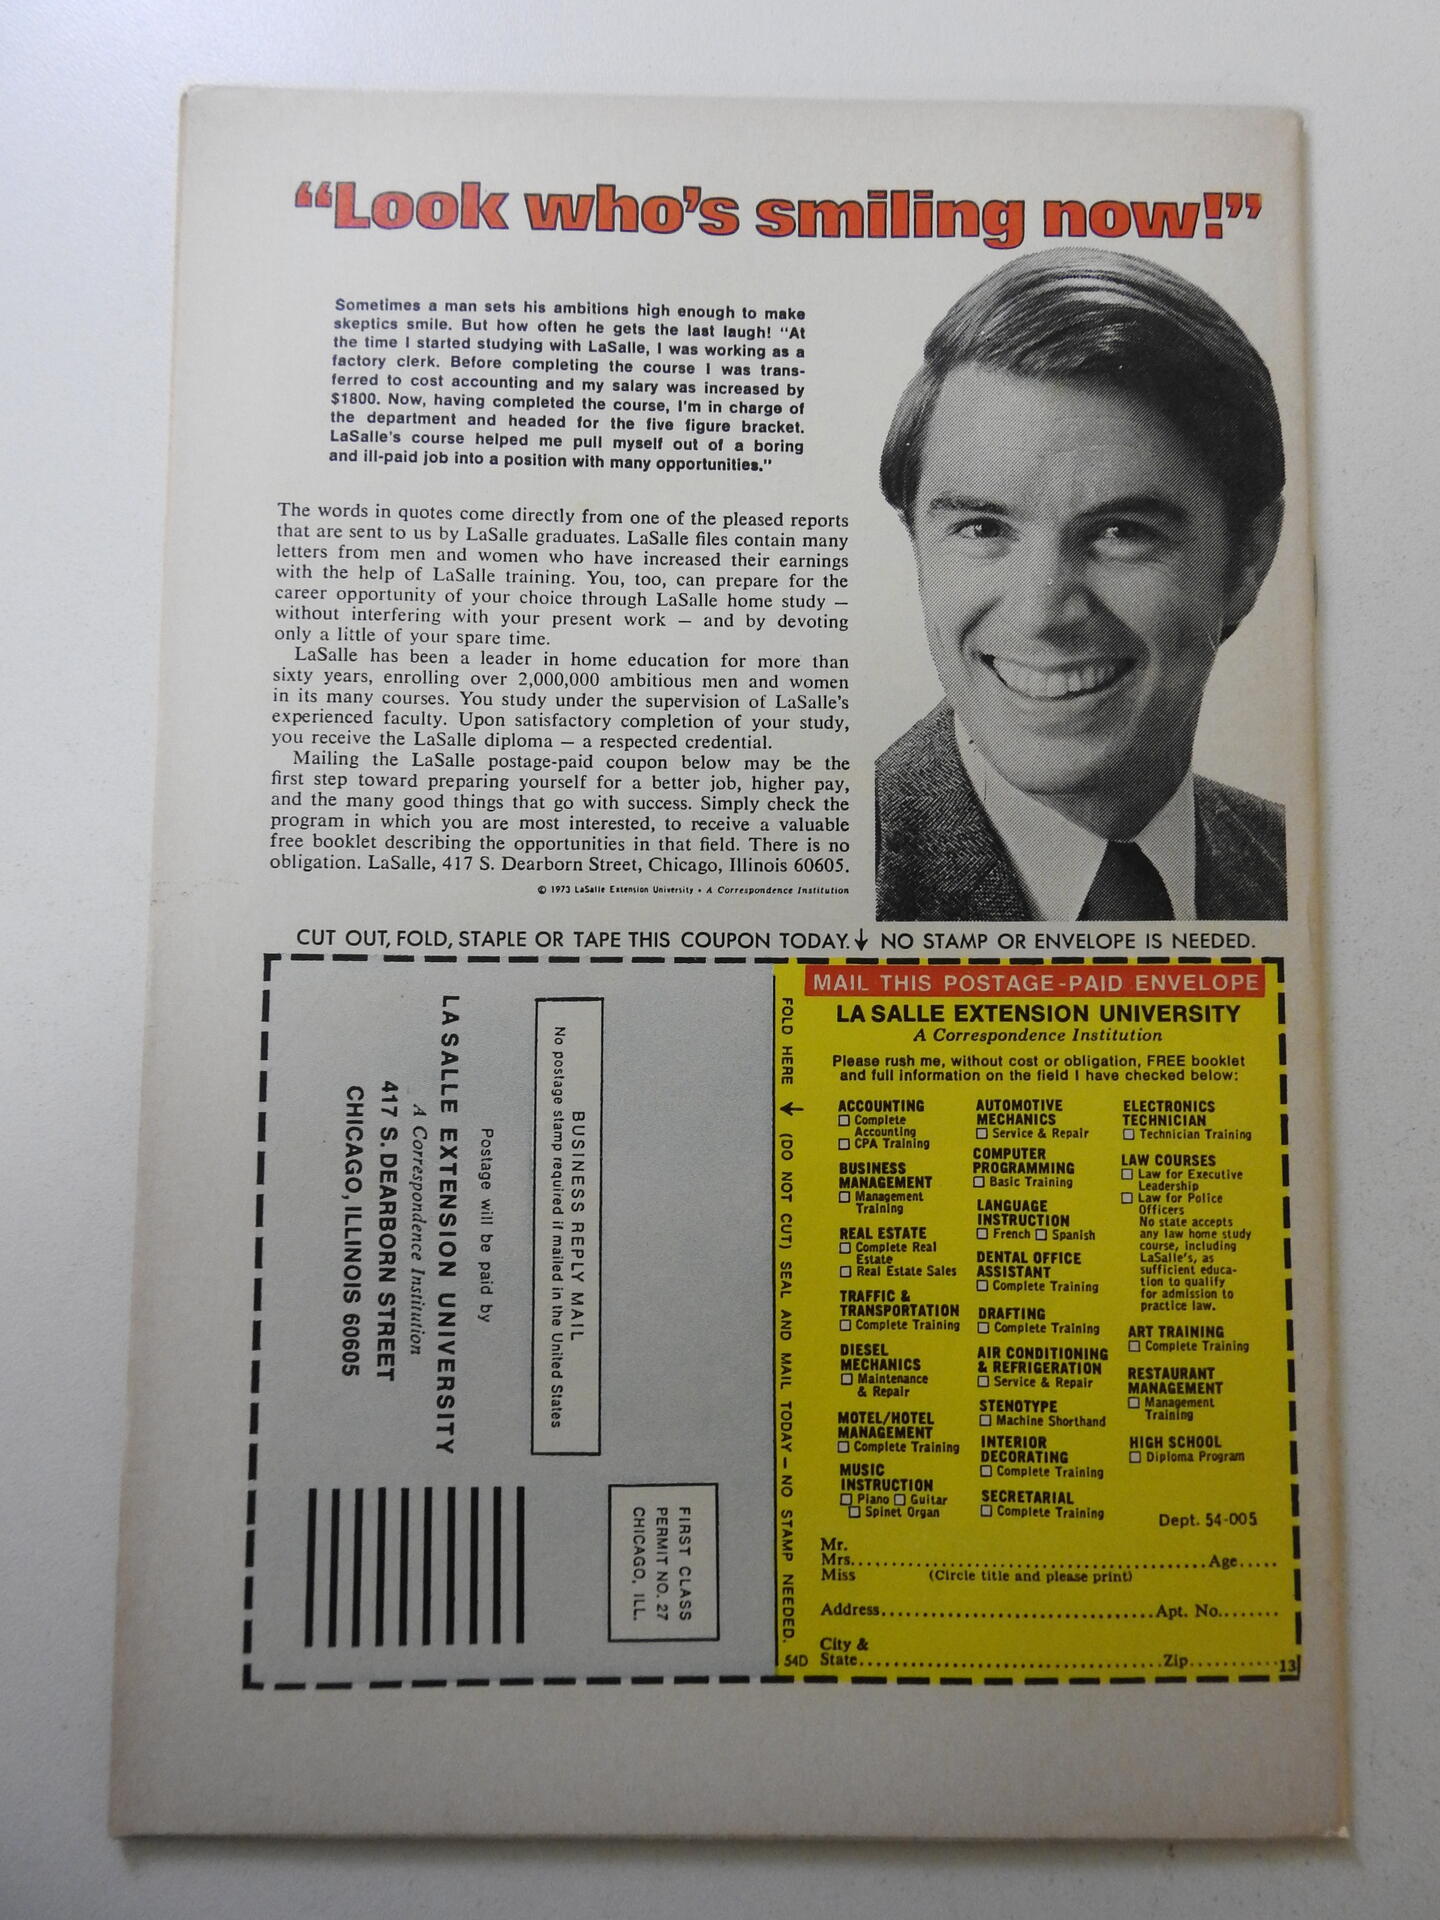 “Look who's smiling now!”
Sometimes a man sets his ambitions high enough to make
skeptics smile. But how often he gets the last laugh! "At
the time I started studying with LaSalle, I was working as a
factory clerk. Before completing the course I was trans-
ferred to cost accounting and my salary was increased by
$1800. Now, having completed the course, I'm in charge of
the department and headed for the five figure bracket.
LaSalle's course helped me pull myself out of a boring
and ill-paid job into a position with many opportunities."
The words in quotes come directly from one of the pleased reports
that are sent to us by LaSalle graduates. LaSalle files contain many
letters from men and women who have increased their earnings
with the help of LaSalle training. You, too, can prepare for the
career opportunity of your choice through LaSalle home study —
without interfering with your present work — and by devoting
only a little of your spare time.
LaSalle has been a leader in home education for more than
sixty years, enrolling over 2,000,000 ambitious men and women
in its many courses. You study under the supervision of LaSalle's
experienced faculty. Upon satisfactory completion of your study,
you receive the LaSalle diploma — a respected credential.
Mailing the LaSalle postage-paid coupon below may be the
first step toward preparing yourself for a better job, higher pay,
and the many good things that go with success. Simply check the
program in which you are most interested, to receive a valuable
free booklet describing the opportunities in that field. There is no
obligation. LaSalle, 417 S. Dearborn Street, Chicago, Illinois 60605.
© 1973 LaSalle Extension University • A Correspondence Institution
CUT OUT, FOLD, STAPLE OR TAPE THIS COUPON TODAY. ↓ NO STAMP OR ENVELOPE IS NEEDED.
FIRST CLASS
PERMIT NO. 27
CHICAGO, ILL.
BUSINESS REPLY MAIL
No postage stamp required if mailed in the United States
Postage will be paid by
LA SALLE EXTENSION UNIVERSITY
A Correspondence Institution
417 S. DEARBORN STREET
CHICAGO, ILLINOIS 60605
FOLD HERE (DO NOT CUT) SEAL AND MAIL TODAY — NO STAMP NEEDED.
MAIL THIS POSTAGE-PAID ENVELOPE
LA SALLE EXTENSION UNIVERSITY
A Correspondence Institution
Please rush me, without cost or obligation, FREE booklet
and full information on the field I have checked below:
ACCOUNTING
☐ Complete
Accounting
☐ CPA Training
BUSINESS
MANAGEMENT
☐ Management
Training
REAL ESTATE
☐ Complete Real
Estate
☐ Real Estate Sales
TRAFFIC &
TRANSPORTATION
☐ Complete Training
DIESEL
MECHANICS
☐ Maintenance
& Repair
MOTEL/HOTEL
MANAGEMENT
☐ Complete Training
MUSIC
INSTRUCTION
☐ Piano ☐ Guitar
☐ Spinet Organ
AUTOMOTIVE
MECHANICS
☐ Service & Repair
COMPUTER
PROGRAMMING
☐ Basic Training
LANGUAGE
INSTRUCTION
☐ French ☐ Spanish
DENTAL OFFICE
ASSISTANT
☐ Complete Training
DRAFTING
☐ Complete Training
AIR CONDITIONING
& REFRIGERATION
☐ Service & Repair
STENOTYPE
☐ Machine Shorthand
INTERIOR
DECORATING
☐ Complete Training
SECRETARIAL
☐ Complete Training
ELECTRONICS
TECHNICIAN
☐ Technician Training
LAW COURSES
☐ Law for Executive
Leadership
☐ Law for Police
Officers
No state accepts
any law home study
course, including
LaSalle's, as
sufficient educa-
tion to qualify
for admission to
practice law.
ART TRAINING
☐ Complete Training
RESTAURANT
MANAGEMENT
☐ Management
Training
HIGH SCHOOL
☐ Diploma Program
Dept. 54-005
Mr.
Mrs. Age
Miss (Circle title and please print)
Address Apt. No.
City &
State Zip
54D
13